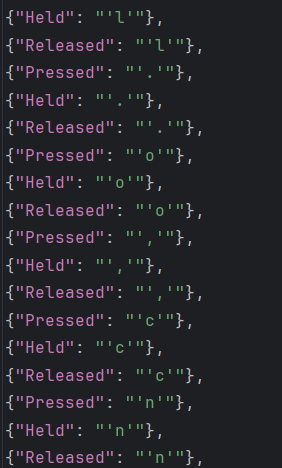 {"Held": "'l'"},
{"Released": "'l'"},
{"Pressed": "'.'"},
{"Held": "'.'"},
{"Released": "'.'"},
{"Pressed": "'o'"},
{"Held": "'o'"},
{"Released": "'o'"},
{"Pressed": "','"},
{"Held": "','"},
{"Released": "','"},
{"Pressed": "'c'"},
{"Held": "'c'"},
{"Released": "'c'"},
{"Pressed": "'n'"},
{"Held": "'n'"},
{"Released": "'n'"},